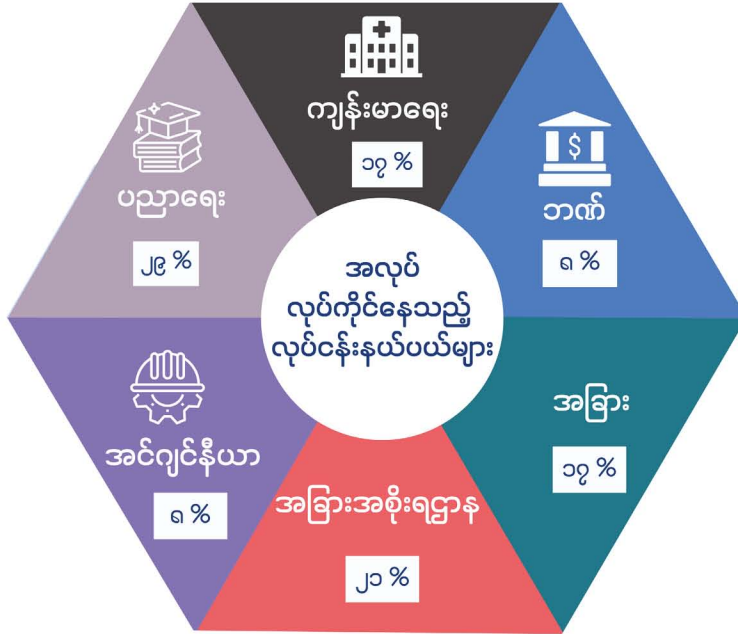 ကျန်းမာရေး
၁၇ %
ဘဏ်
$
၈ %
အခြား
၁၇ %
အခြားအစိုးရဌာန
၂၁ %
အင်ဂျင်နီယာ
၈ %
ပညာရေး
၂၉ %
အလုပ်
လုပ်ကိုင်နေသည့်
လုပ်ငန်းနယ်ပယ်များ